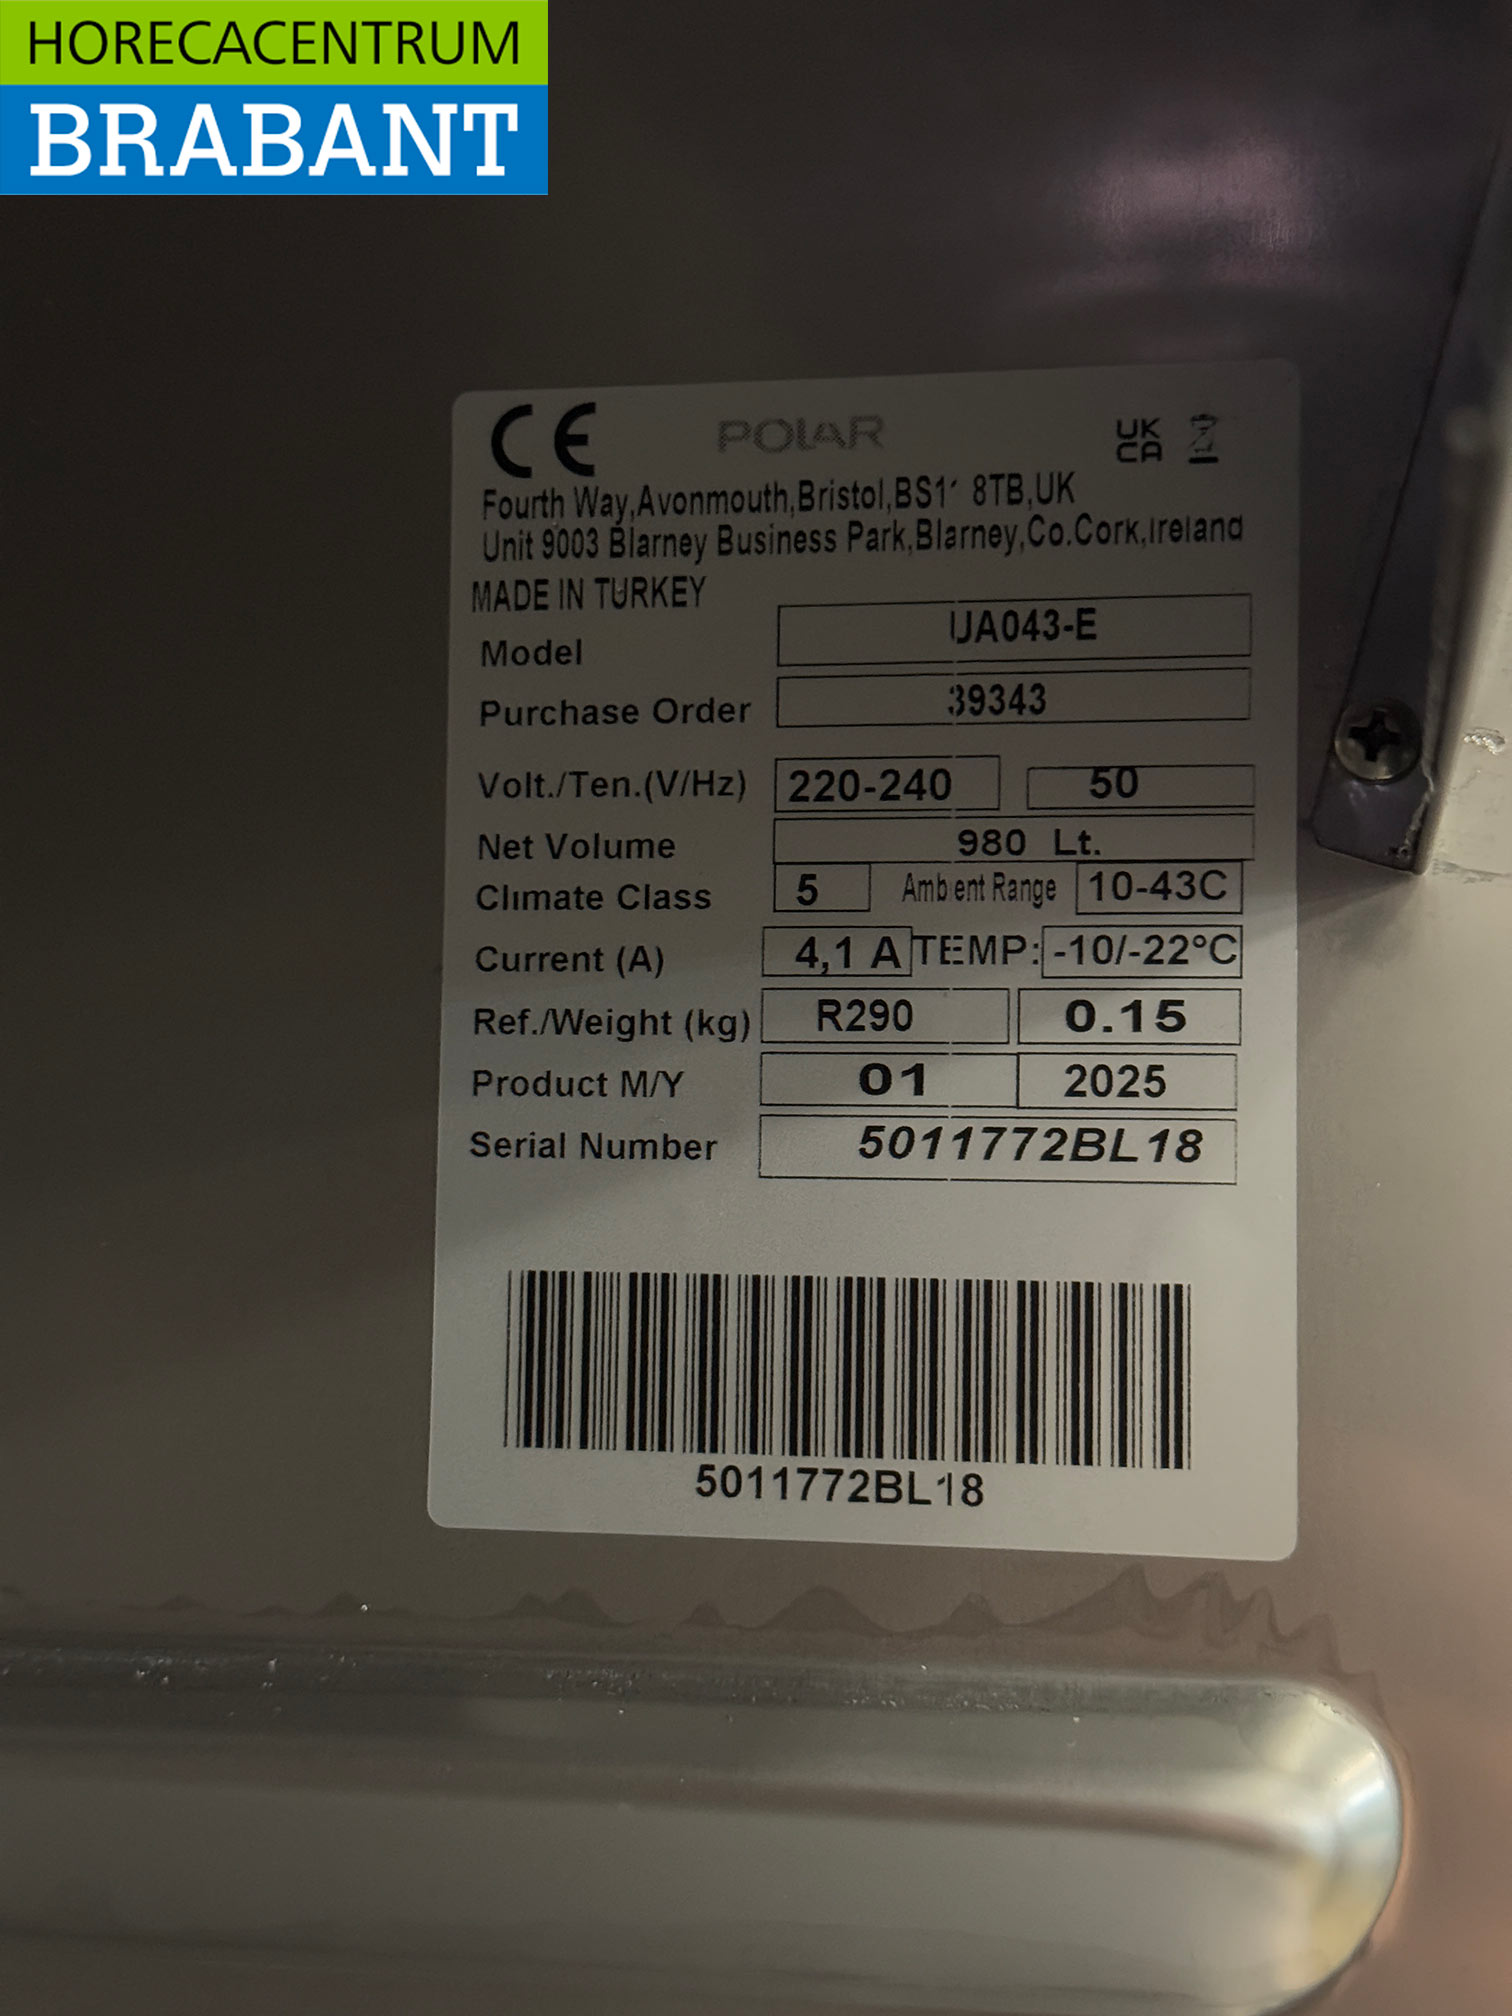 HORECACENTRUM
BRABANT
CE POLAR UK CA
Fourth Way,Avonmouth,Bristol,BS11 8TB,UK
Unit 9003 Blarney Business Park,Blarney,Co.Cork,Ireland
MADE IN TURKEY
Model UA043-E
Purchase Order 39343
Volt./Ten.(V/Hz) 220-240 50
Net Volume 980 Lt.
Climate Class 5 Ambient Range 10-43C
Current (A) 4,1 A TEMP: -10/-22°C
Ref./Weight (kg) R290 0.15
Product M/Y 01 2025
Serial Number 5011772BL18
5011772BL18